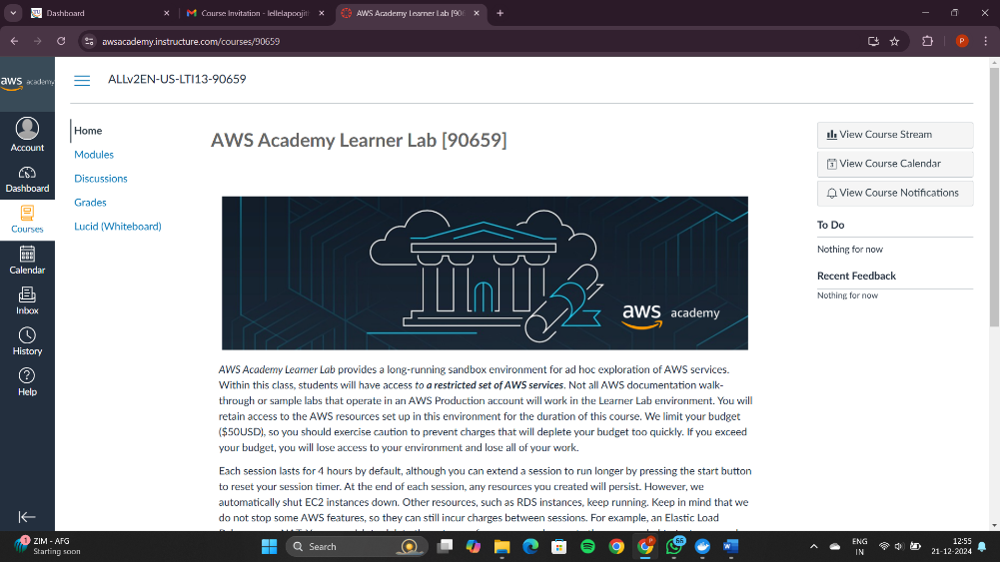 Dashboard
Course Invitation - lellelapoojit
AWS Academy Learner Lab [906
awsacademy.instructure.com/courses/90659
P
aws academy
ALLv2EN-US-LTI13-90659
Account
Dashboard
Courses
Calendar
Inbox
History
Help
Home
Modules
Discussions
Grades
Lucid (Whiteboard)
AWS Academy Learner Lab [90659]
aws academy
AWS Academy Learner Lab provides a long-running sandbox environment for ad hoc exploration of AWS services.
Within this class, students will have access to a restricted set of AWS services. Not all AWS documentation walk-
through or sample labs that operate in an AWS Production account will work in the Learner Lab environment. You will
retain access to the AWS resources set up in this environment for the duration of this course. We limit your budget
($50USD), so you should exercise caution to prevent charges that will deplete your budget too quickly. If you exceed
your budget, you will lose access to your environment and lose all of your work.
Each session lasts for 4 hours by default, although you can extend a session to run longer by pressing the start button
to reset your session timer. At the end of each session, any resources you created will persist. However, we
automatically shut EC2 instances down. Other resources, such as RDS instances, keep running. Keep in mind that we
do not stop some AWS features, so they can still incur charges between sessions. For example, an Elastic Load
View Course Stream
3 View Course Calendar
View Course Notifications
To Do
Nothing for now
Recent Feedback
Nothing for now
1
ZIM - AFG
Starting soon
Search
66
ENG
IN
12:55
21-12-2024